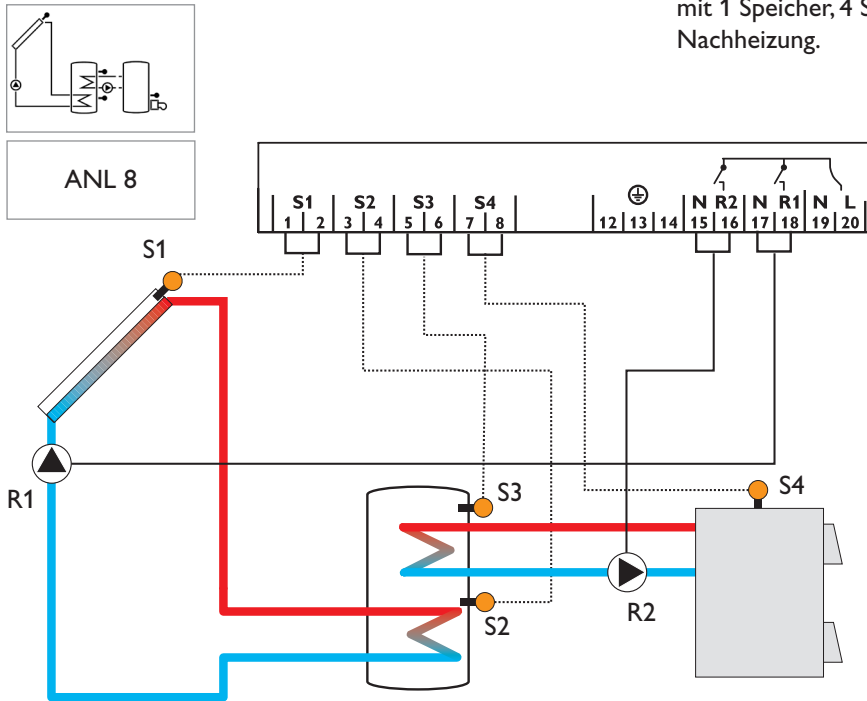 mit 1 Speicher, 4 S
Nachheizung.
ANL 8
S1 S2 S3 S4 N R2 N R1 N L
1 2 3 4 5 6 7 8 12 13 14 15 16 17 18 19 20
S1
R1
S3
S4
S2
R2